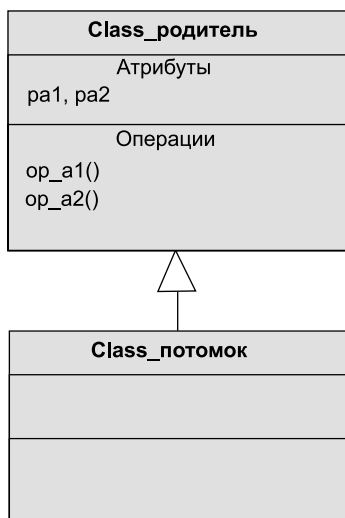 Class_родитель
Атрибуты
pa1, pa2
Операции
op_a1()
op_a2()
Class_потомок